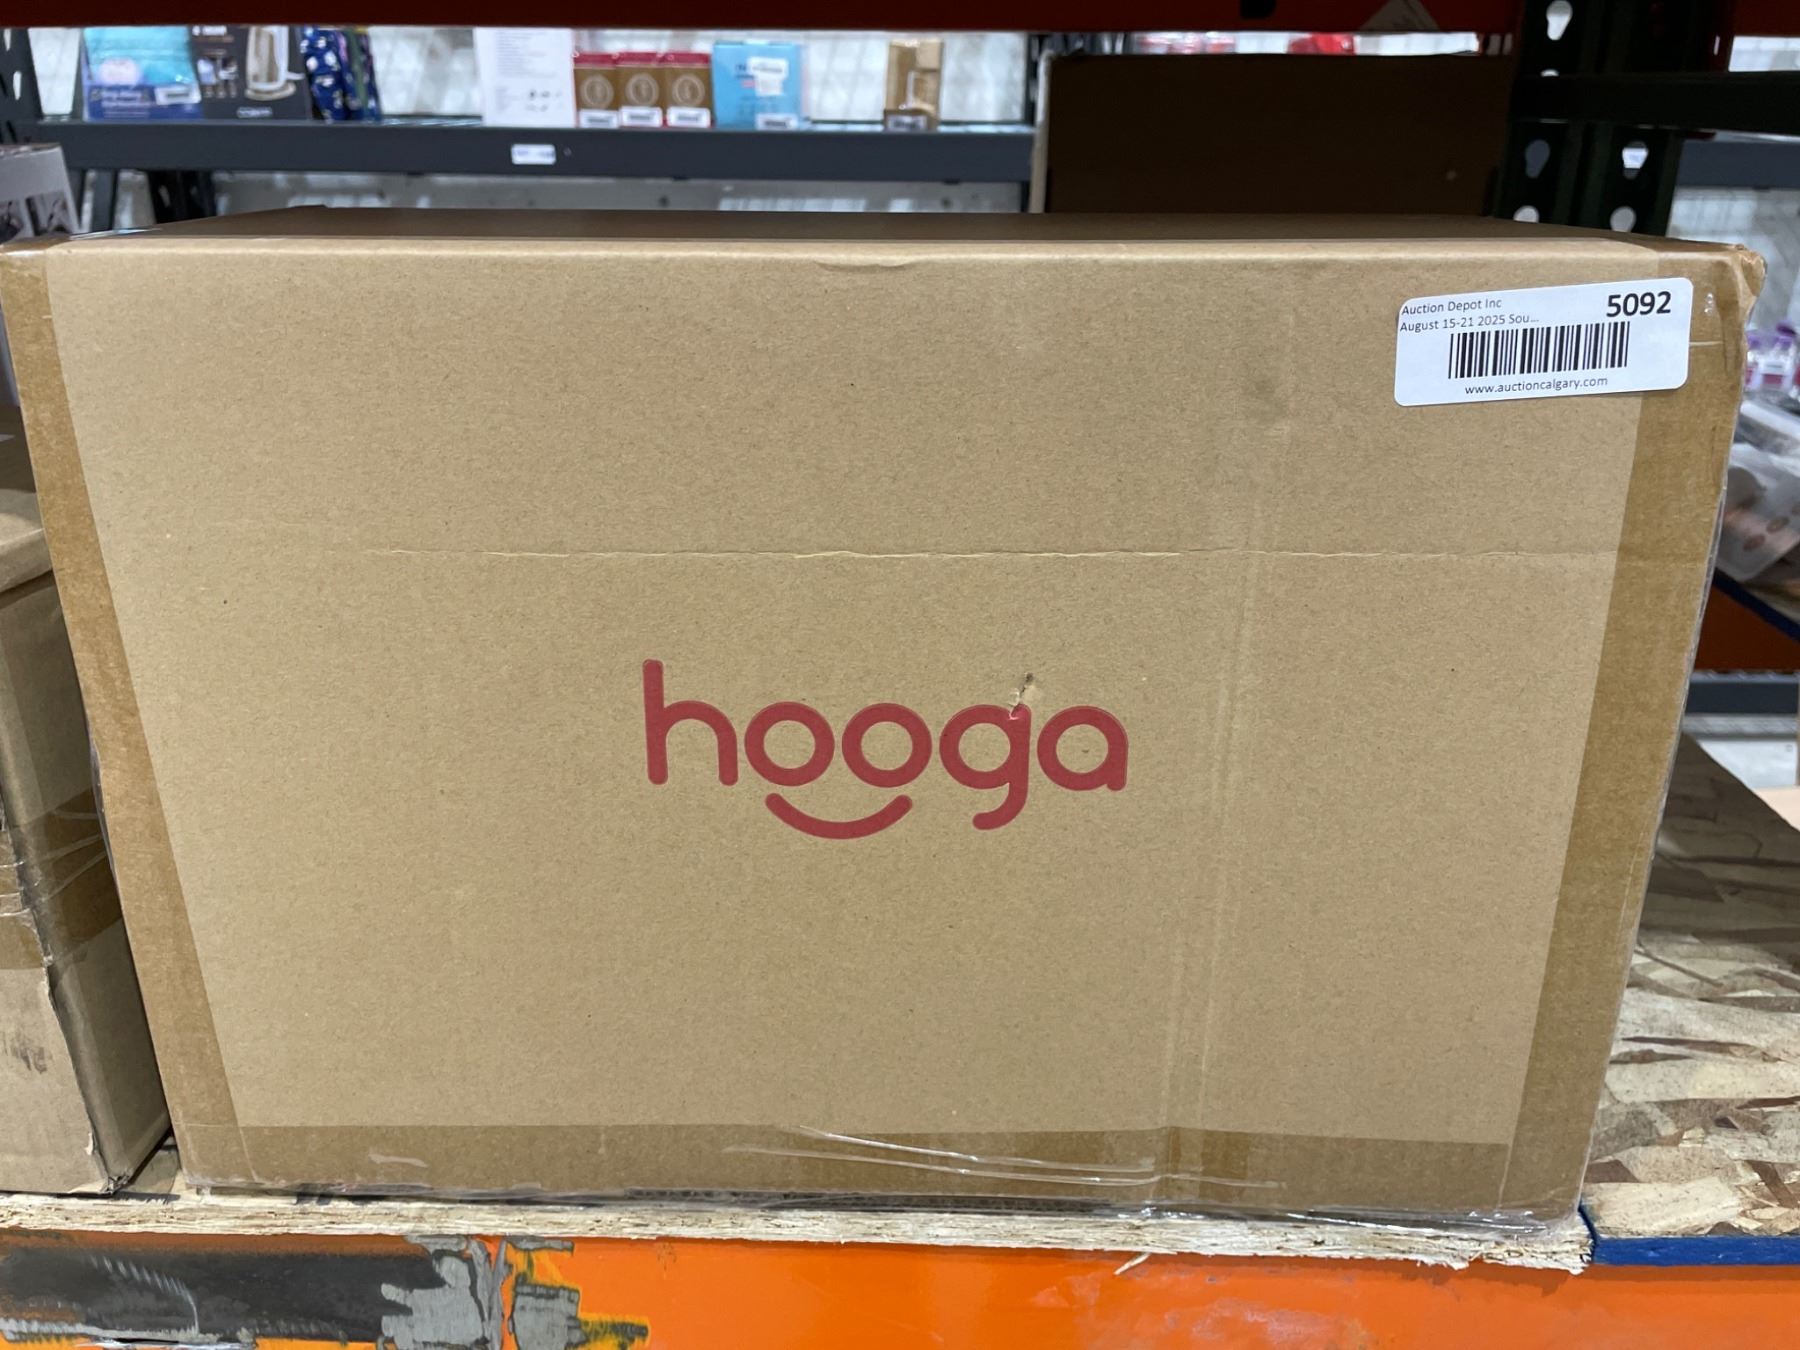 Auction Depot Inc
5092
August 15-21 2025 Sou...
www.auctioncalgary.com
hooga